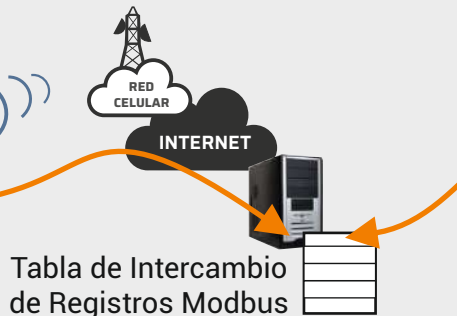 RED
CELULAR
INTERNET
Tabla de Intercambio
de Registros Modbus